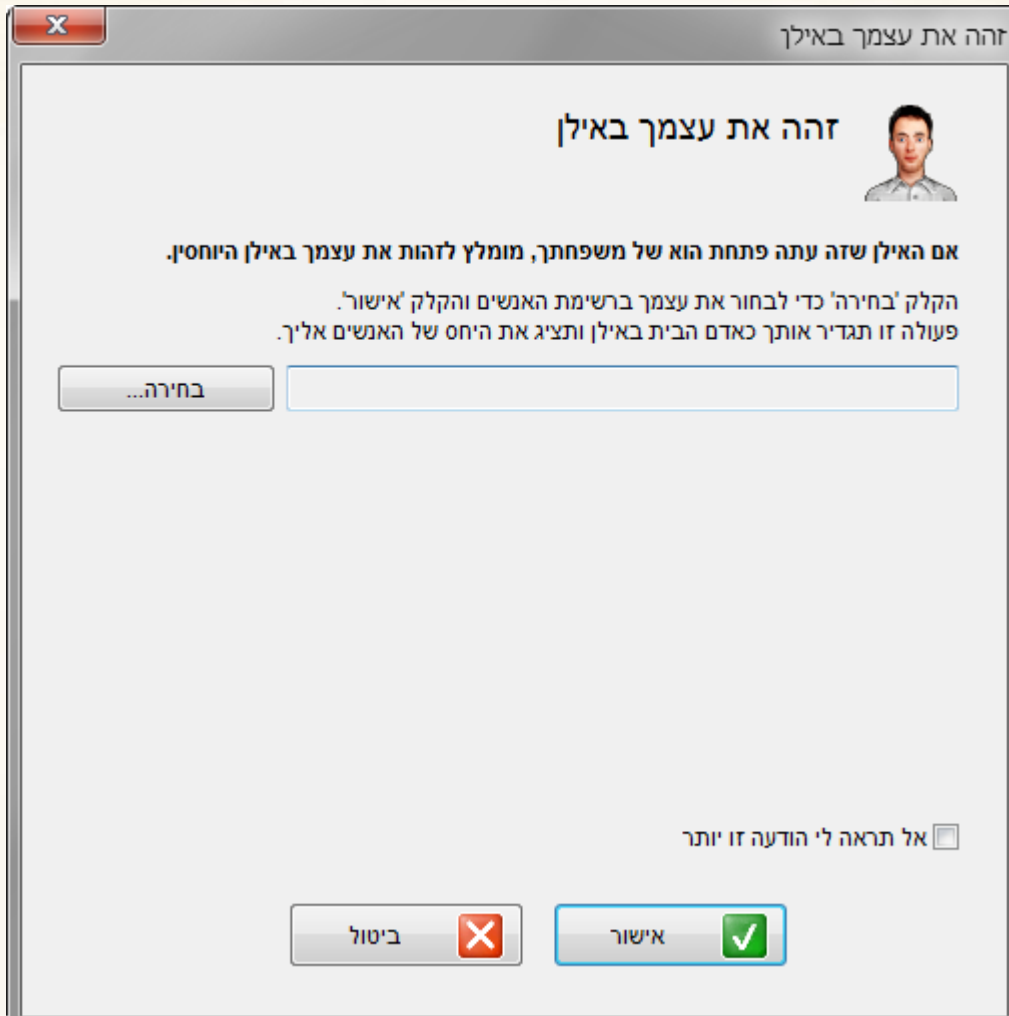 זהה את עצמך באילן
זהה את עצמך באילן
אם האילן שזה עתה פתחת הוא של משפחתך, מומלץ לזהות את עצמך באילן היוחסין.
הקלק 'בחירה' כדי לבחור את עצמך ברשימת האנשים והקלק 'אישור'.
פעולה זו תגדיר אותך כאדם הבית באילן ותציג את היחס של האנשים אליך.
בחירה...
אל תראה לי הודעה זו יותר
אישור
ביטול